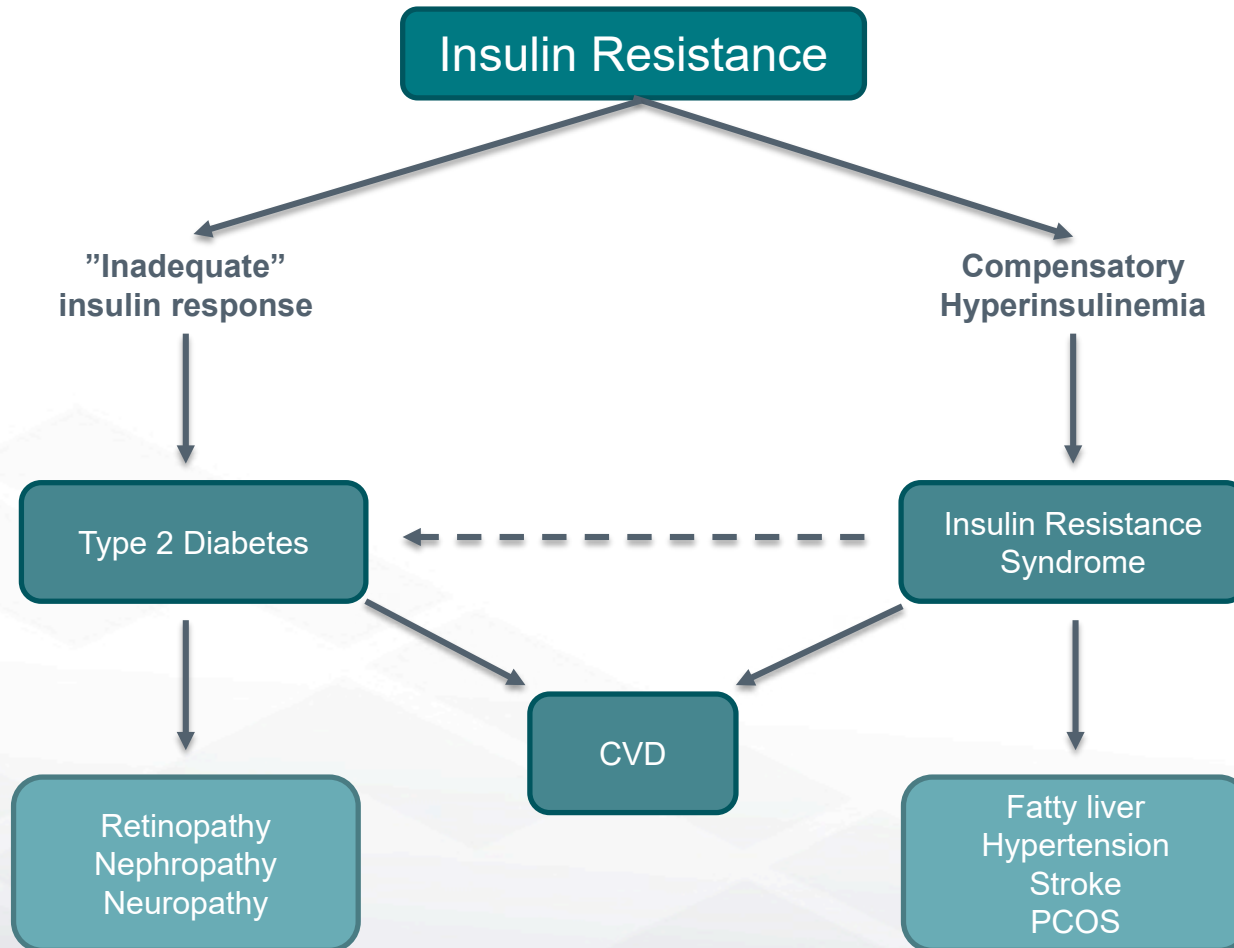 Insulin Resistance
”Inadequate”
insulin response
Compensatory
Hyperinsulinemia
Type 2 Diabetes
Insulin Resistance
Syndrome
CVD
Retinopathy
Nephropathy
Neuropathy
Fatty liver
Hypertension
Stroke
PCOS